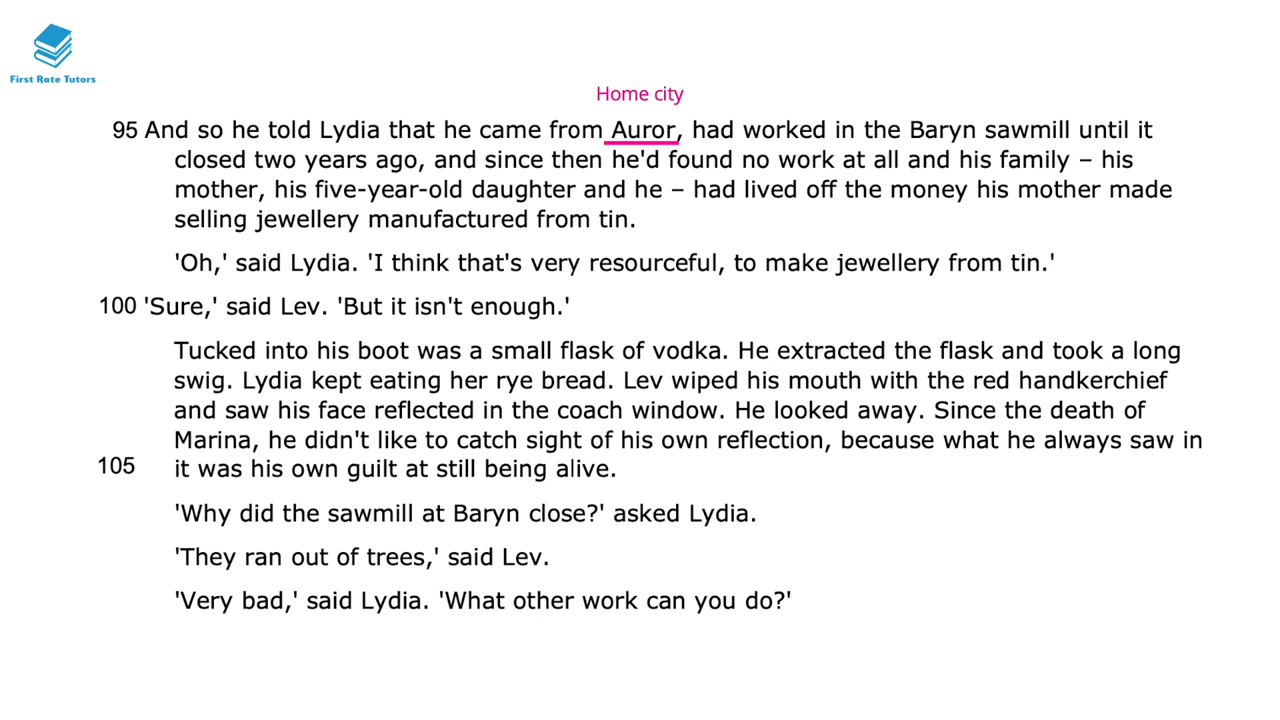 First Rate Tutors
Home city
95 And so he told Lydia that he came from Auror, had worked in the Baryn sawmill until it
closed two years ago, and since then he'd found no work at all and his family – his
mother, his five-year-old daughter and he – had lived off the money his mother made
selling jewellery manufactured from tin.
'Oh,' said Lydia. 'I think that's very resourceful, to make jewellery from tin.'
100 'Sure,' said Lev. 'But it isn't enough.'
Tucked into his boot was a small flask of vodka. He extracted the flask and took a long
swig. Lydia kept eating her rye bread. Lev wiped his mouth with the red handkerchief
and saw his face reflected in the coach window. He looked away. Since the death of
Marina, he didn't like to catch sight of his own reflection, because what he always saw in
105 it was his own guilt at still being alive.
'Why did the sawmill at Baryn close?' asked Lydia.
'They ran out of trees,' said Lev.
'Very bad,' said Lydia. 'What other work can you do?'